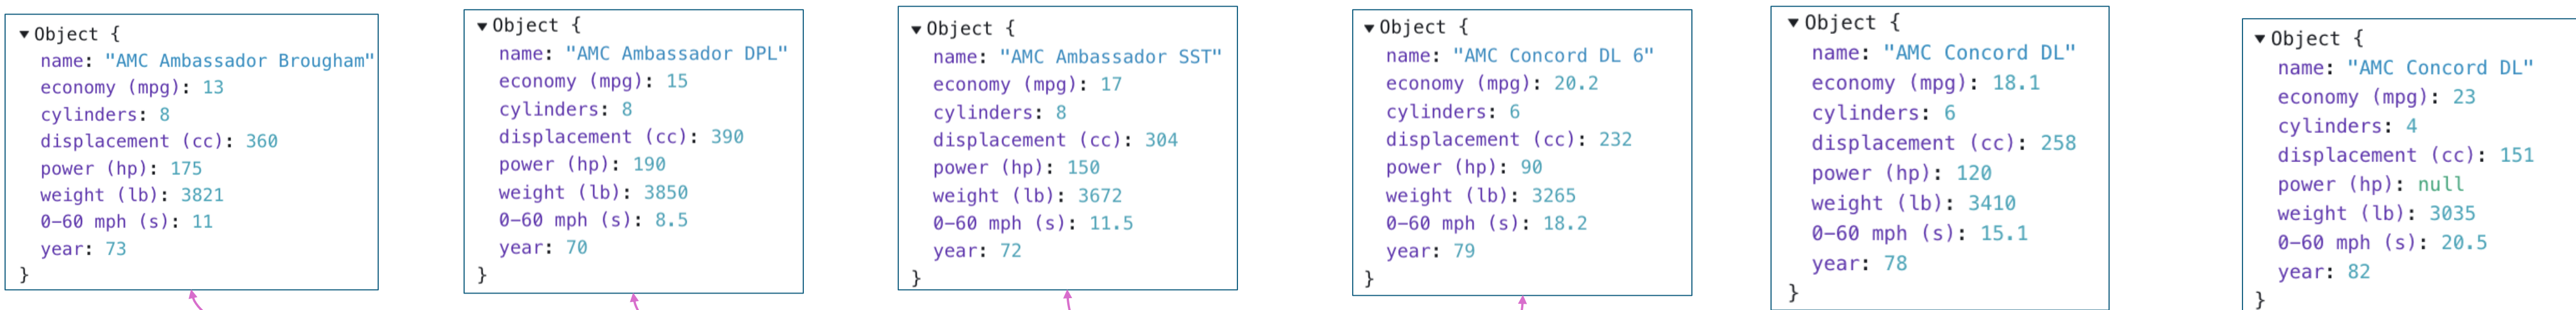 ▼Object {
name: "AMC Ambassador Brougham"
economy (mpg): 13
cylinders: 8
displacement (cc): 360
power (hp): 175
weight (lb): 3821
0–60 mph (s): 11
year: 73
}
▼Object {
name: "AMC Ambassador DPL"
economy (mpg): 15
cylinders: 8
displacement (cc): 390
power (hp): 190
weight (lb): 3850
0–60 mph (s): 8.5
year: 70
}
▼Object {
name: "AMC Ambassador SST"
economy (mpg): 17
cylinders: 8
displacement (cc): 304
power (hp): 150
weight (lb): 3672
0–60 mph (s): 11.5
year: 72
}
▼Object {
name: "AMC Concord DL 6"
economy (mpg): 20.2
cylinders: 6
displacement (cc): 232
power (hp): 90
weight (lb): 3265
0–60 mph (s): 18.2
year: 79
}
▼Object {
name: "AMC Concord DL"
economy (mpg): 18.1
cylinders: 6
displacement (cc): 258
power (hp): 120
weight (lb): 3410
0–60 mph (s): 15.1
year: 78
}
▼Object {
name: "AMC Concord DL"
economy (mpg): 23
cylinders: 4
displacement (cc): 151
power (hp): null
weight (lb): 3035
0–60 mph (s): 20.5
year: 82
}